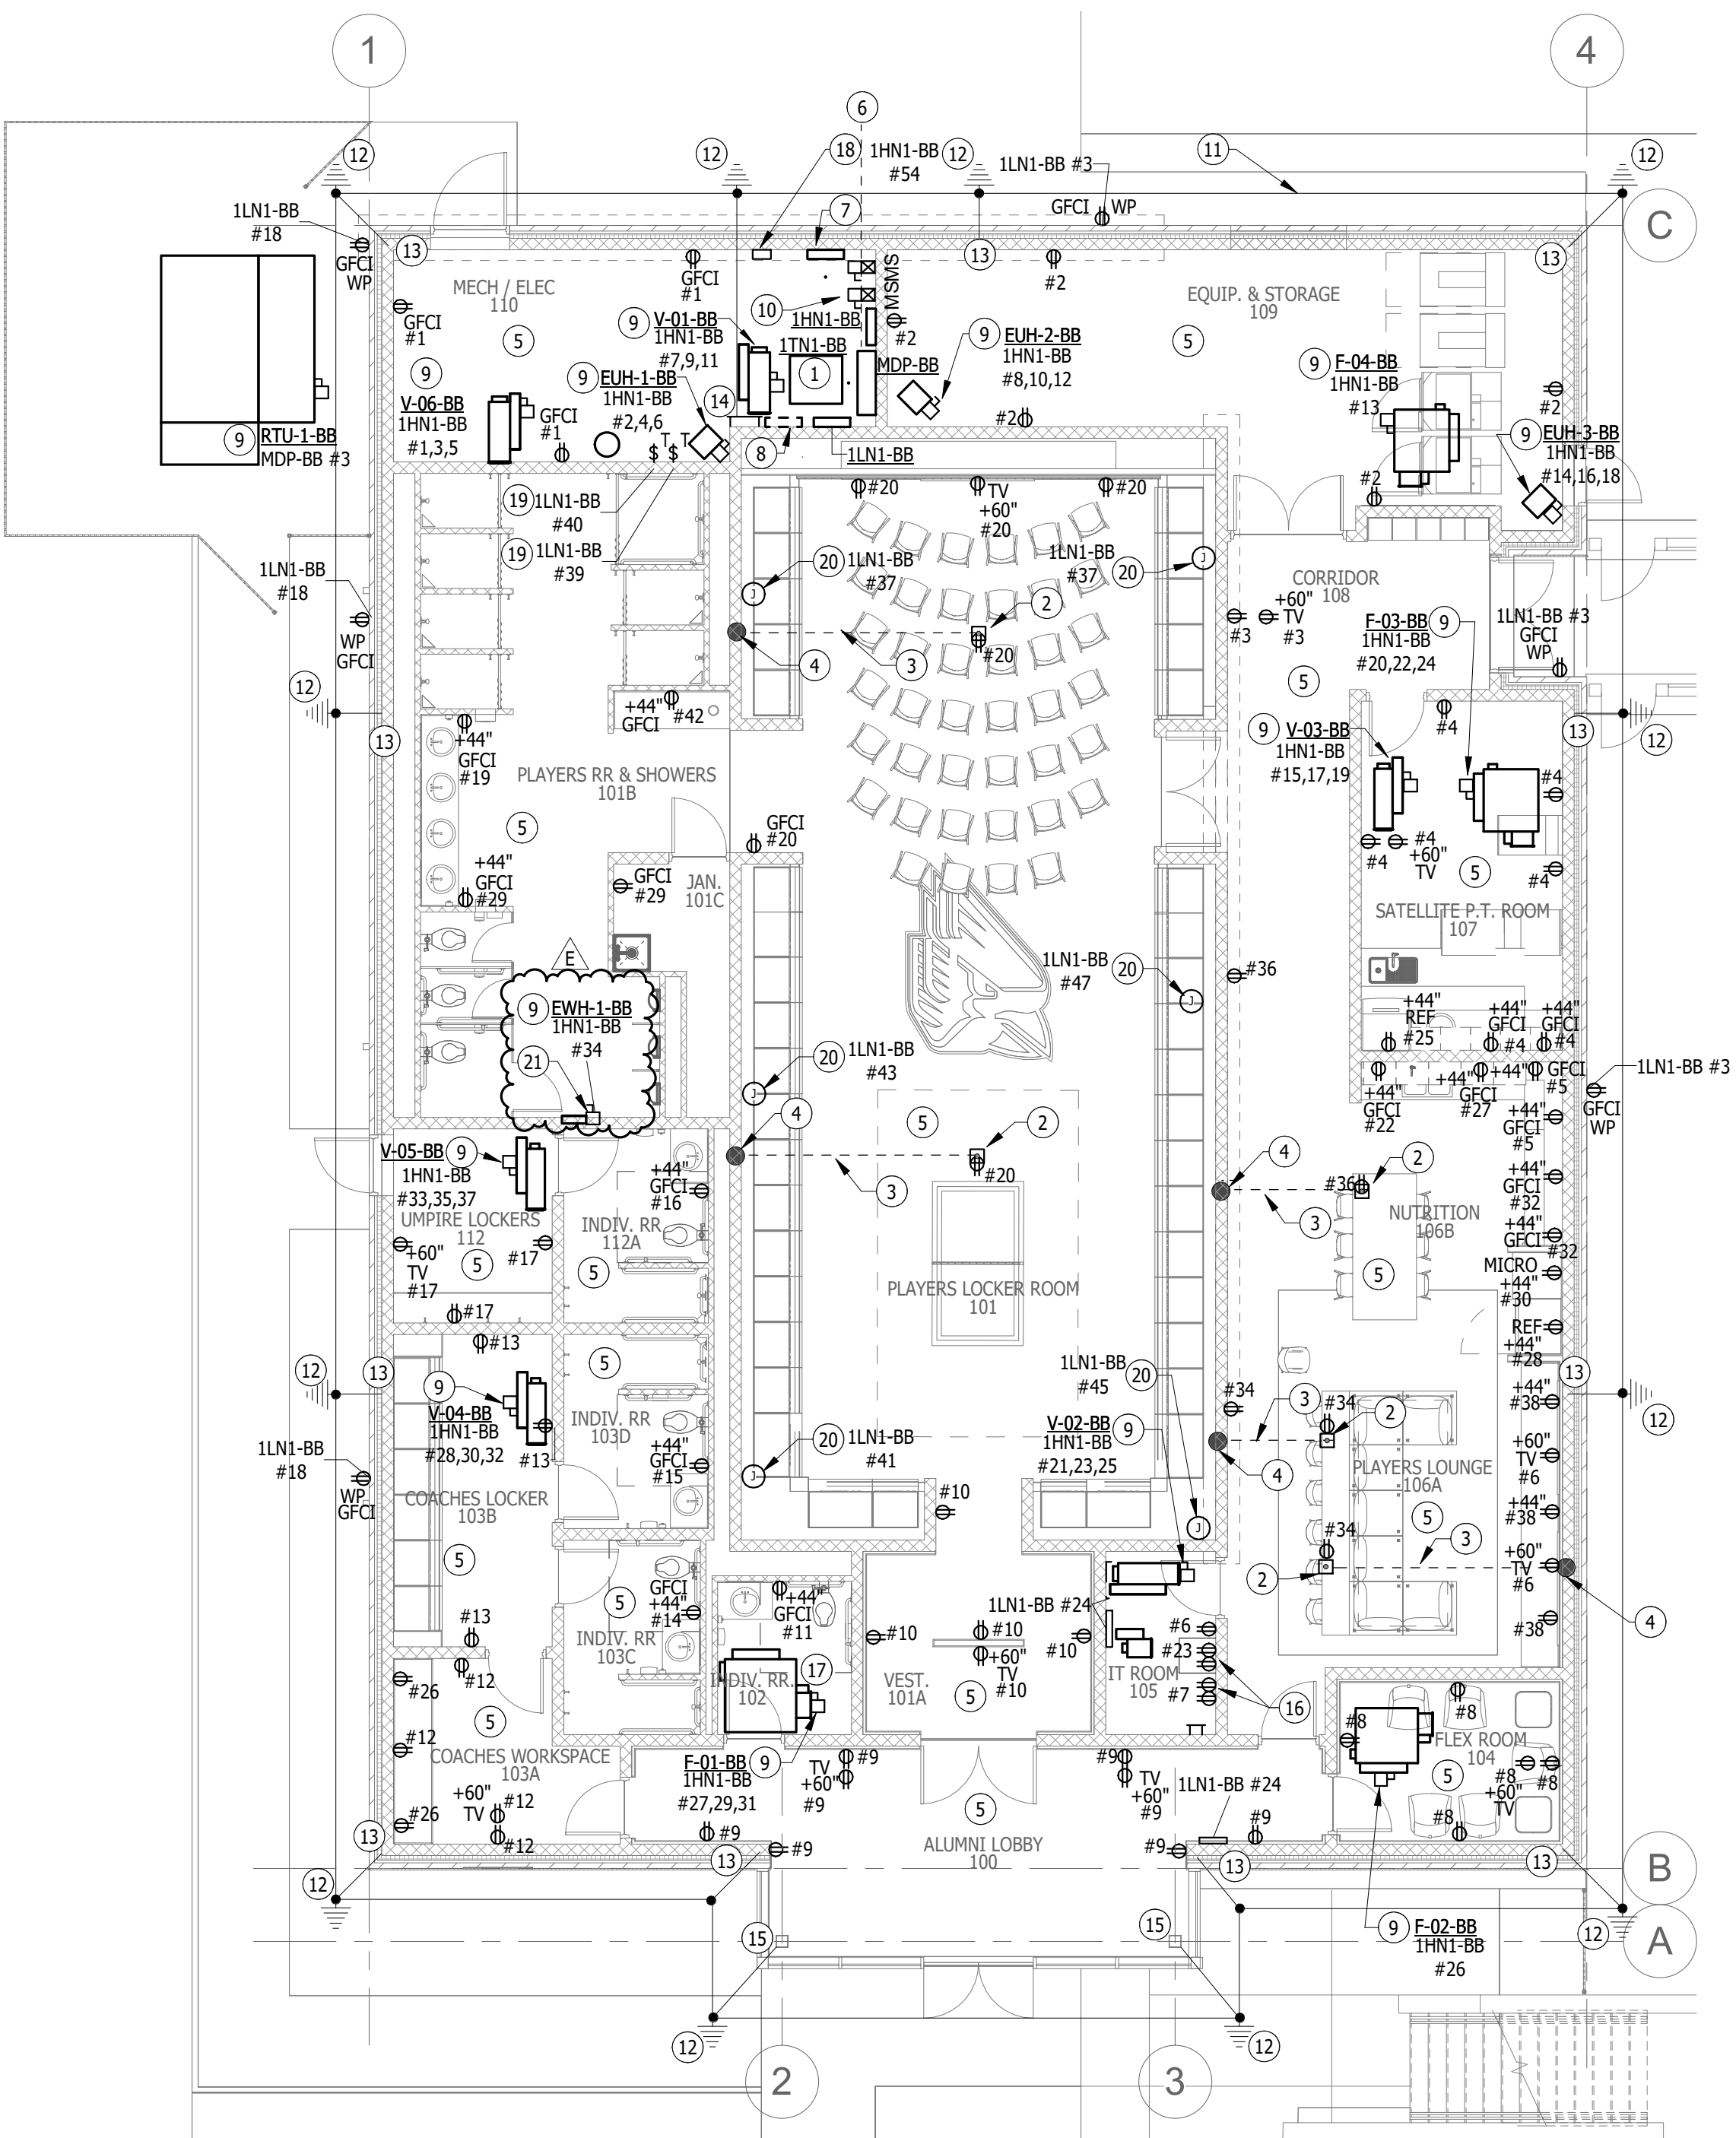 1
4
6
12
12
18
1HN1-BB
#54
12
1LN1-BB #3
11
12
1LN1-BB
#18
GFCI
WP
7
GFCI WP
C
13
13
13
GFCI
WP
MECH / ELEC
110
GFCI
#1
10
MSMS
#2
EQUIP. & STORAGE
109
GFCI
#1
5
9
V-01-BB
1HN1-BB
#7,9,11
1HN1-BB
1TN1-BB
1
#2
MDP-BB
9
EUH-2-BB
1HN1-BB
#8,10,12
5
9
F-04-BB
1HN1-BB
#13
#2
9
V-06-BB
1HN1-BB
#1,3,5
GFCI
#1
9
EUH-1-BB
1HN1-BB
#2,4,6
14
T T
$ $
8
1LN1-BB
#2
9
EUH-3-BB
1HN1-BB
#14,16,18
#2
9
RTU-1-BB
MDP-BB #3
19
1LN1-BB
#40
19
1LN1-BB
#39
#20
TV
+60"
#20
#20
1LN1-BB
#18
WP
GFCI
20
1LN1-BB
#37
J
1LN1-BB
#37
20
J
CORRIDOR
108
2
#20
4
3
#3
+60"
TV
#3
F-03-BB
9
1HN1-BB
#20,22,24
1LN1-BB #3
GFCI
WP
12
13
+44"
GFCI
#42
5
+44"
GFCI
#19
PLAYERS RR & SHOWERS
101B
5
9
V-03-BB
1HN1-BB
#15,17,19
#4
13
12
#4
GFCI
#20
#4
#4
+60"
TV
5
#4
+44"
GFCI
#29
GFCI
#29
JAN.
101C
SATELLITE P.T. ROOM
107
E
9
EWH-1-BB
1HN1-BB
#34
21
1LN1-BB
#47
20
J
#36
+44"
REF
#25
+44"
GFCI
#4
+44"
GFCI
#4
20
1LN1-BB
#43
J
+44"
GFCI
#22
+44"
GFCI
#27
+44"
GFCI
#5
1LN1-BB #3
GFCI
WP
4
5
2
#20
3
+44"
GFCI
#5
4
2
#36
3
+44"
GFCI
#32
V-05-BB
9
1HN1-BB
#33,35,37
+44"
GFCI
#16
UMPIRE LOCKERS
112
INDIV. RR
112A
NUTRITION
106B
+44"
GFCI
#32
+60"
TV
#17
5
#17
5
5
MICRO
+44"
#30
#17
PLAYERS LOCKER ROOM
101
REF
+44"
#28
#13
5
12
13
9
V-04-BB
1HN1-BB
#28,30,32
#13
INDIV. RR
103D
+44"
GFCI
#15
1LN1-BB
#45
20
#34
3
#34
2
13
+44"
#38
12
20
1LN1-BB
#41
J
V-02-BB
9
1HN1-BB
#21,23,25
4
PLAYERS LOUNGE
106A
+60"
TV
#6
1LN1-BB
#18
WP
GFCI
COACHES LOCKER
103B
5
#10
J
5
+44"
#38
#34
3
2
+60"
TV
#6
GFCI
+44"
#14
5
+44"
GFCI
#11
1LN1-BB #24
#13
INDIV. RR
103C
#10
#10
+60"
TV
#10
#10
#6
#23
#7
IT ROOM
105
16
#38
4
#12
#26
17
INDIV. RR.
102
VEST.
101A
5
#8
5
#12
#8
FLEX ROOM
104
COACHES WORKSPACE
103A
F-01-BB
9
1HN1-BB
#27,29,31
TV
+60"
#9
#9
#9
TV
+60"
#9
1LN1-BB #24
#8
+60"
TV
#8
5
#26
+60"
TV
#12
#12
5
#9
#9
#8
13
#9
ALUMNI LOBBY
100
#9
13
13
13
B
12
15
15
9
F-02-BB
1HN1-BB
#26
12
A
12
12
2
3